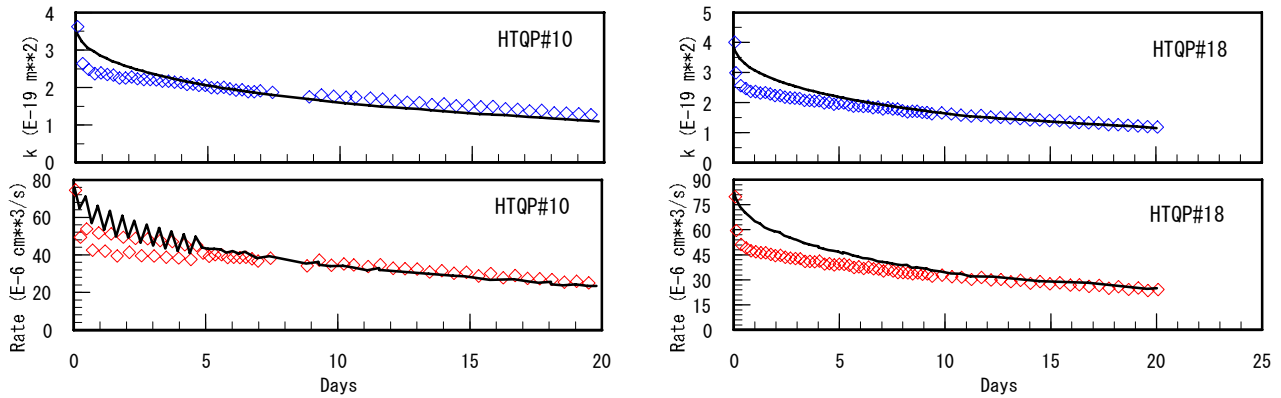 4
3
2
1
0
k (E-19 m**2)
HTQP#10
5
4
3
2
1
0
k (E-19 m**2)
HTQP#18
80
60
40
20
0
Rate (E-6 cm**3/s)
HTQP#10
0 5 10 15 20
Days
90
75
60
45
30
15
0
Rate (E-6 cm**3/s)
HTQP#18
0 5 10 15 20 25
Days